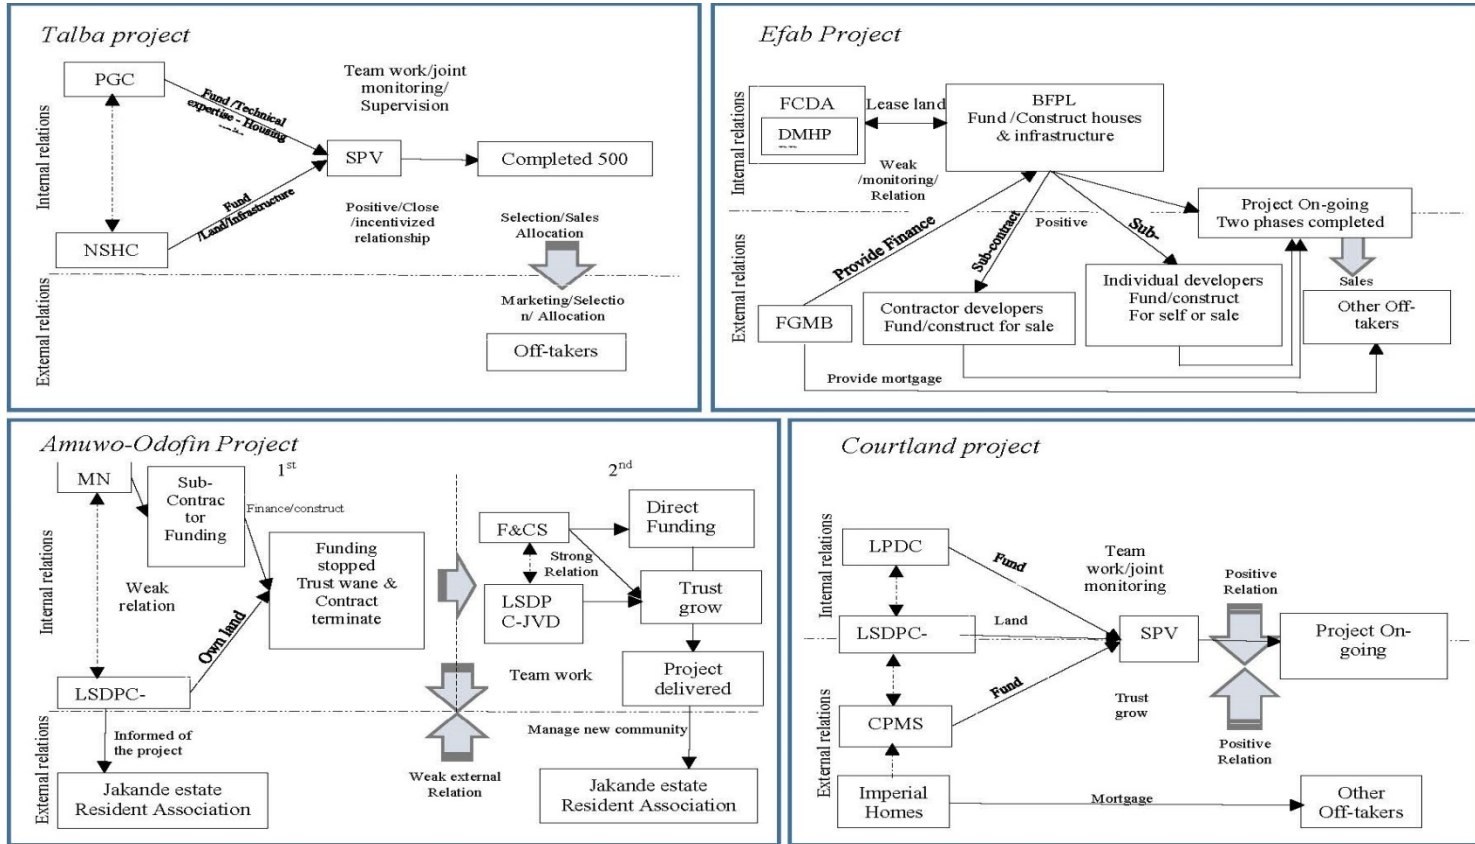 Talba project
Internal relations
External relations
PGC
Fund /Technical
expertise - Housing
Team work/joint
monitoring/
Supervision
SPV
Completed 500
Fund
/Land/Infrastructure
Positive/Close
/incentivized
relationship
NSHC
Selection/Sales
Allocation
Marketing/Selectio
n/ Allocation
Off-takers
Efab Project
Internal relations
External relations
FCDA
DMHP
Lease land
BFPL
Fund /Construct houses
& infrastructure
Weak
/monitoring/
Relation
Provide Finance
Sub-contract
Positive
Sub-
Project On-going
Two phases completed
Sales
FGMB
Contractor developers
Fund/construct for sale
Individual developers
Fund/construct
For self or sale
Other Off-
takers
Provide mortgage
Amuwo-Odofin Project
Internal relations
External relations
1st
MN
Sub-
Contrac
tor
Funding
Finance/construct
Weak
relation
Funding
stopped
Trust wane &
Contract
terminate
Own land
LSDPC-
Informed of
the project
Jakande estate
Resident Association
2nd
F&CS
Direct
Funding
Strong
Relation
LSDP
C-JVD
Trust
grow
Team work
Project
delivered
Manage new community
Weak external
Relation
Jakande estate
Resident Association
Courtland project
Internal relations
External relations
LPDC
Fund
Team
work/joint
monitoring
Positive
Relation
LSDPC-
Land
SPV
Project On-
going
Fund
CPMS
Trust
grow
Positive
Relation
Imperial
Homes
Mortgage
Other
Off-takers